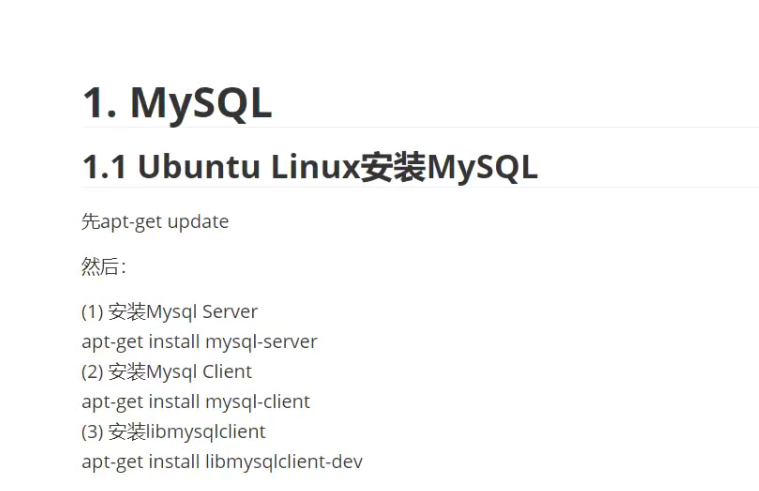 1. MySQL
1.1 Ubuntu Linux安装MySQL
先apt-get update
然后：
(1) 安装Mysql Server
apt-get install mysql-server
(2) 安装Mysql Client
apt-get install mysql-client
(3) 安装libmysqlclient
apt-get install libmysqlclient-dev